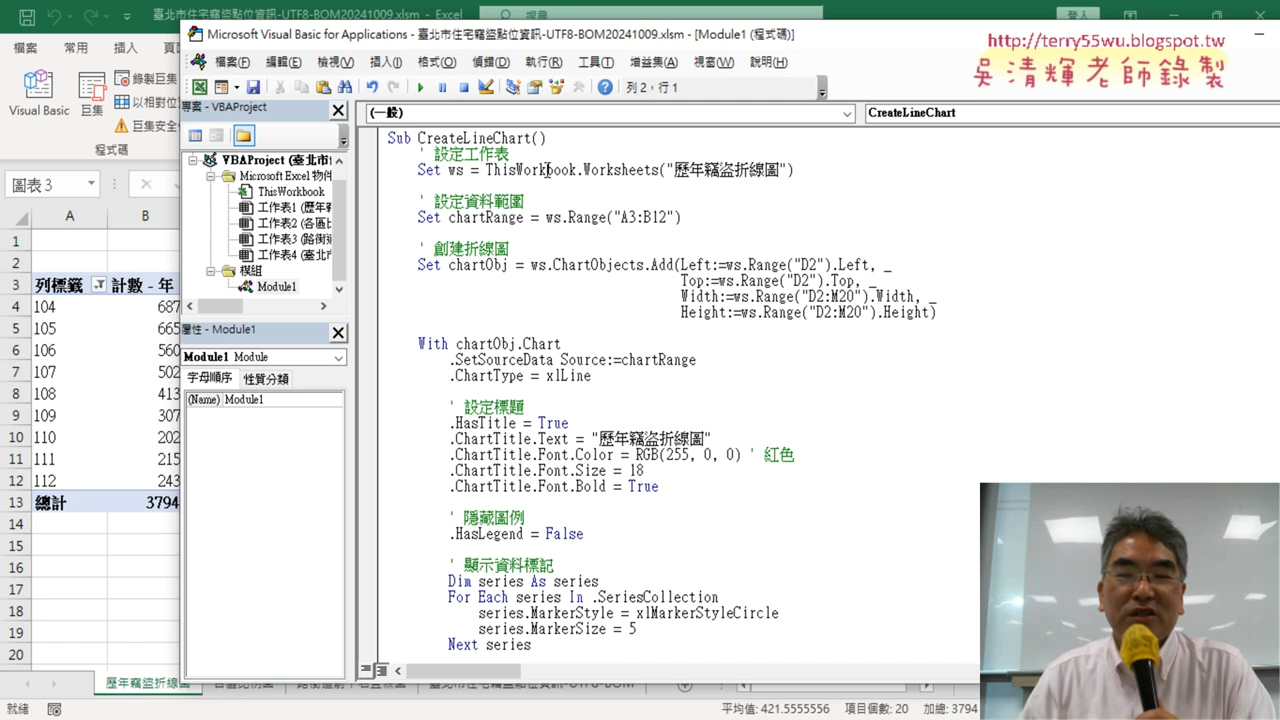 臺北市住宅竊盜點位資訊-UTF8-BOM20241009.xlsm - Excel
搜尋
登入
檔案
常用
插入
Visual Basic
巨集
錄製巨集
以相對位
巨集安全
程式碼
圖表 3
A
B
1
2
3 列標籤 計數 - 年
4 104 687
5 105 665
6 106 560
7 107 502
8 108 413
9 109 307
10 110 202
11 111 215
12 112 243
13 總計 3794
14
15
16
17
18
19
20
歷年竊盜折線圖
就緒
平均值: 421.5555556
項目個數: 20
加總: 3794
Microsoft Visual Basic for Applications - 臺北市住宅竊盜點位資訊-UTF8-BOM20241009.xlsm - [Module1 (程式碼)]
檔案(F) 編輯(E) 檢視(V) 插入(I) 格式(O) 偵錯(D) 執行(R) 工具(T) 增益集(A) 視窗(W) 說明(H)
列 2，行 1
專案 - VBAProject
VBAProject (臺北市
Microsoft Excel 物件
ThisWorkbook
工作表1 (歷年
工作表2 (各區比
工作表3 (路街
工作表4 (臺北
模組
Module1
屬性 - Module1
Module1 Module
字母順序 性質分類
(Name) Module1
(一般)
CreateLineChart
Sub CreateLineChart()
' 設定工作表
Set ws = ThisWorkbook.Worksheets("歷年竊盜折線圖")
' 設定資料範圍
Set chartRange = ws.Range("A3:B12")
' 創建折線圖
Set chartObj = ws.ChartObjects.Add(Left:=ws.Range("D2").Left, _
Top:=ws.Range("D2").Top, _
Width:=ws.Range("D2:M20").Width, _
Height:=ws.Range("D2:M20").Height)
With chartObj.Chart
.SetSourceData Source:=chartRange
.ChartType = xlLine
' 設定標題
.HasTitle = True
.ChartTitle.Text = "歷年竊盜折線圖"
.ChartTitle.Font.Color = RGB(255, 0, 0) ' 紅色
.ChartTitle.Font.Size = 18
.ChartTitle.Font.Bold = True
' 隱藏圖例
.HasLegend = False
' 顯示資料標記
Dim series As series
For Each series In .SeriesCollection
series.MarkerStyle = xlMarkerStyleCircle
series.MarkerSize = 5
Next series
http://terry55wu.blogspot.tw
吳清輝老師錄製